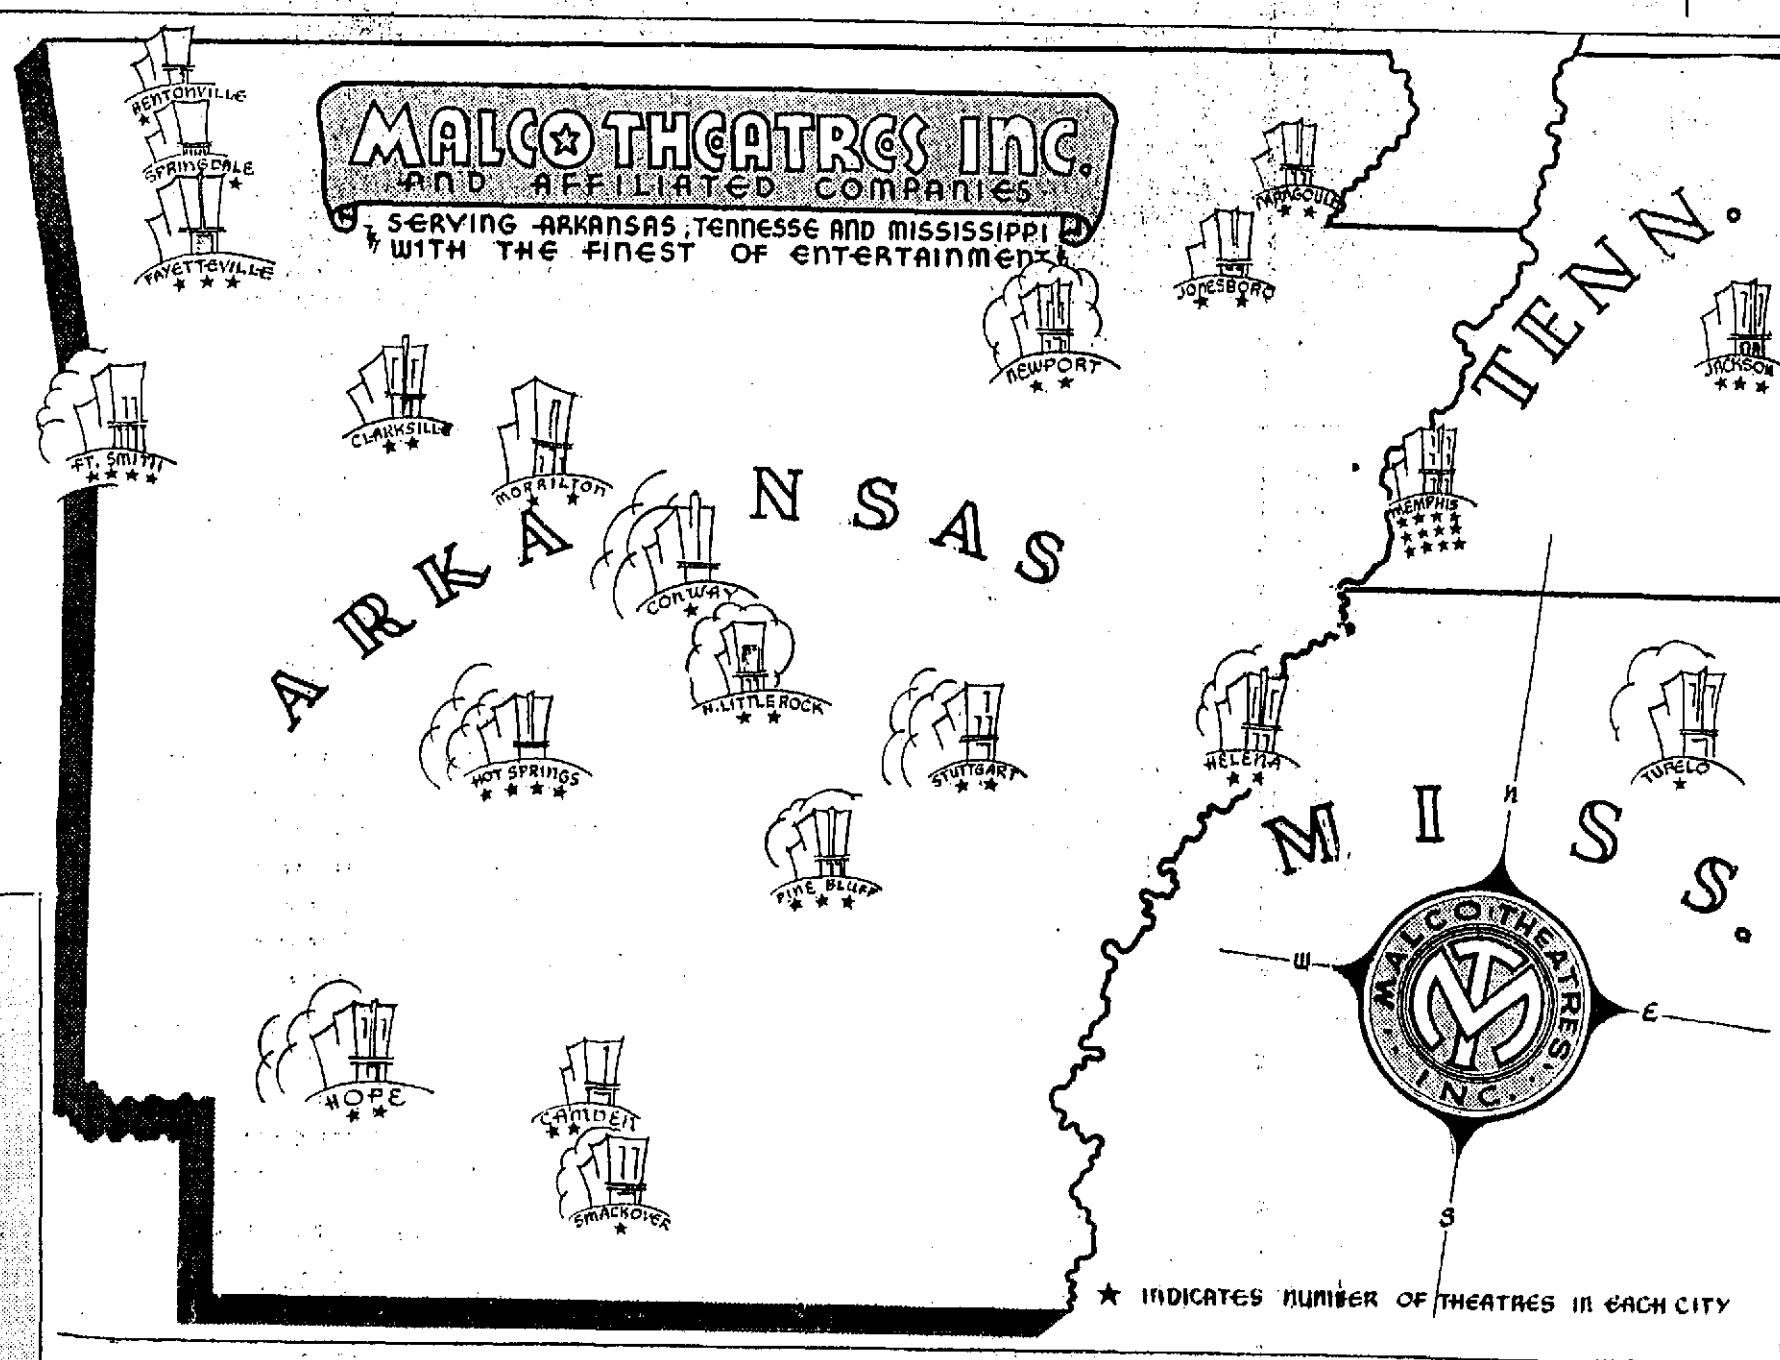 MALCO THEATRES INC.
AND AFFILIATED COMPANIES
SERVING ARKANSAS, TENNESSE AND MISSISSIPPI
WITH THE FINEST OF ENTERTAINMENT
BENTONVILLE
SPRINGDALE
FAYETTEVILLE
PARAGOULD
JONESBORO
NEWPORT
TENN.
JACKSON
FT. SMITH
CLARKSILLE
MORRILTON
MEMPHIS
ARKANSAS
CONWAY
N. LITTLE ROCK
HOT SPRINGS
STUTTGART
HELENA
TUPELO
PINE BLUFF
MISS.
N
W
E
S
MALCO THEATRES
INC.
HOPE
CAMDEN
SMACKOVER
★ INDICATES NUMBER OF THEATRES IN EACH CITY